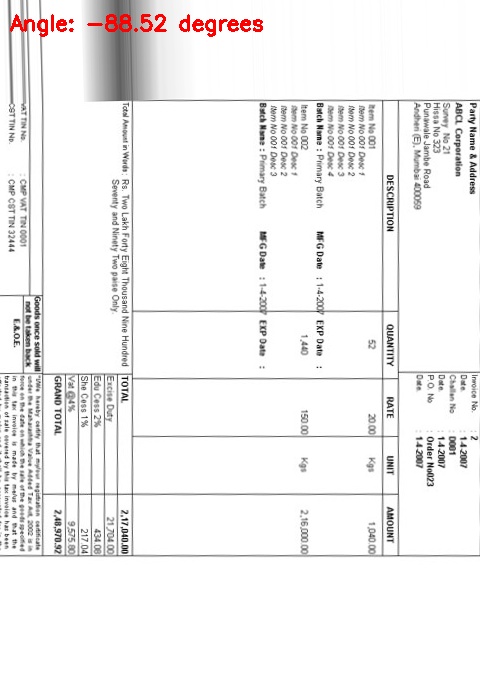 Angle: -88.52 degrees
Party Name & Address
ABCL Corporation
Survey No 21
Hissa No 323
Punawale Jambe Road
Andheri (E), Mumbai 400059
Invoice No. : 2
Date. : 1-4-2007
Challan No : D001
Date. : 1-4-2007
P.O. No : Order No023
Date. : 1-4-2007
DESCRIPTION QUANTITY RATE UNIT AMOUNT
Item No 001 52 20.00 Kgs 1,040.00
Item No 001 Desc 1
Item No 001 Desc 2
Item No 001 Desc 3
Item No 001 Desc 4
Batch Name : Primary Batch MFG Date : 1-4-2007 EXP Date :
Item No 002 1,440 150.00 Kgs 2,16,000.00
Item No 001 Desc 1
Item No 001 Desc 2
Item No 001 Desc 3
Batch Name : Primary Batch MFG Date : 1-4-2007 EXP Date :
Total Amount in Words : Rs. Two Lakh Forty Eight Thousand Nine Hundred
Seventy and Ninety Two paise Only.
TOTAL 2,17,040.00
Excise Duty 21,704.00
Edu Cess 2% 434.08
She Cess 1% 217.04
Vat @4% 9,575.80
GRAND TOTAL 2,48,970.92
VAT TIN No. : CMP VAT TIN 0001
CST TIN No. : CMP CST TIN 32444
Goods once sold will
not be taken back
E.&.O.E.
"I/We hereby certify that my/our registration certificate
under the Maharashtra Value Added Tax Act, 2002 is in
force on the date on which the sale of the goods specified
in this tax invoice is made by me/us and that the
transaction of sale covered by this tax invoice has been